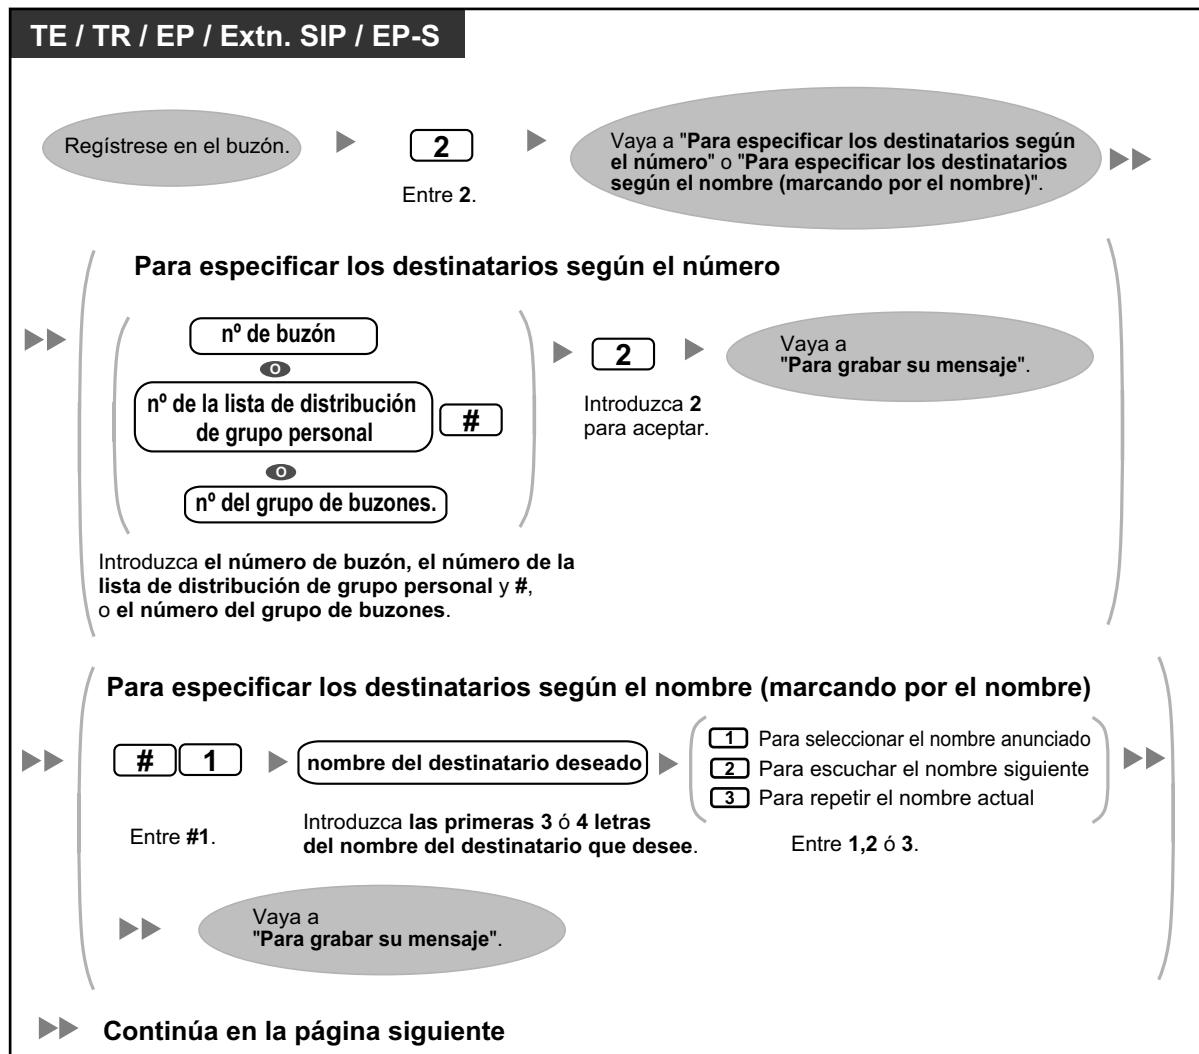 TE / TR / EP / Extn. SIP / EP-S
Regístrese en el buzón.
2
Entre 2.
Vaya a "Para especificar los destinatarios según
el número" o "Para especificar los destinatarios
según el nombre (marcando por el nombre)".
Para especificar los destinatarios según el número
nº de buzón
O
nº de la lista de distribución
de grupo personal
#
O
nº del grupo de buzones.
Introduzca el número de buzón, el número de la
lista de distribución de grupo personal y #,
o el número del grupo de buzones.
2
Introduzca 2
para aceptar.
Vaya a
"Para grabar su mensaje".
Para especificar los destinatarios según el nombre (marcando por el nombre)
# 1
Entre #1.
nombre del destinatario deseado
Introduzca las primeras 3 ó 4 letras
del nombre del destinatario que desee.
1 Para seleccionar el nombre anunciado
2 Para escuchar el nombre siguiente
3 Para repetir el nombre actual
Entre 1,2 ó 3.
Vaya a
"Para grabar su mensaje".
Continúa en la página siguiente